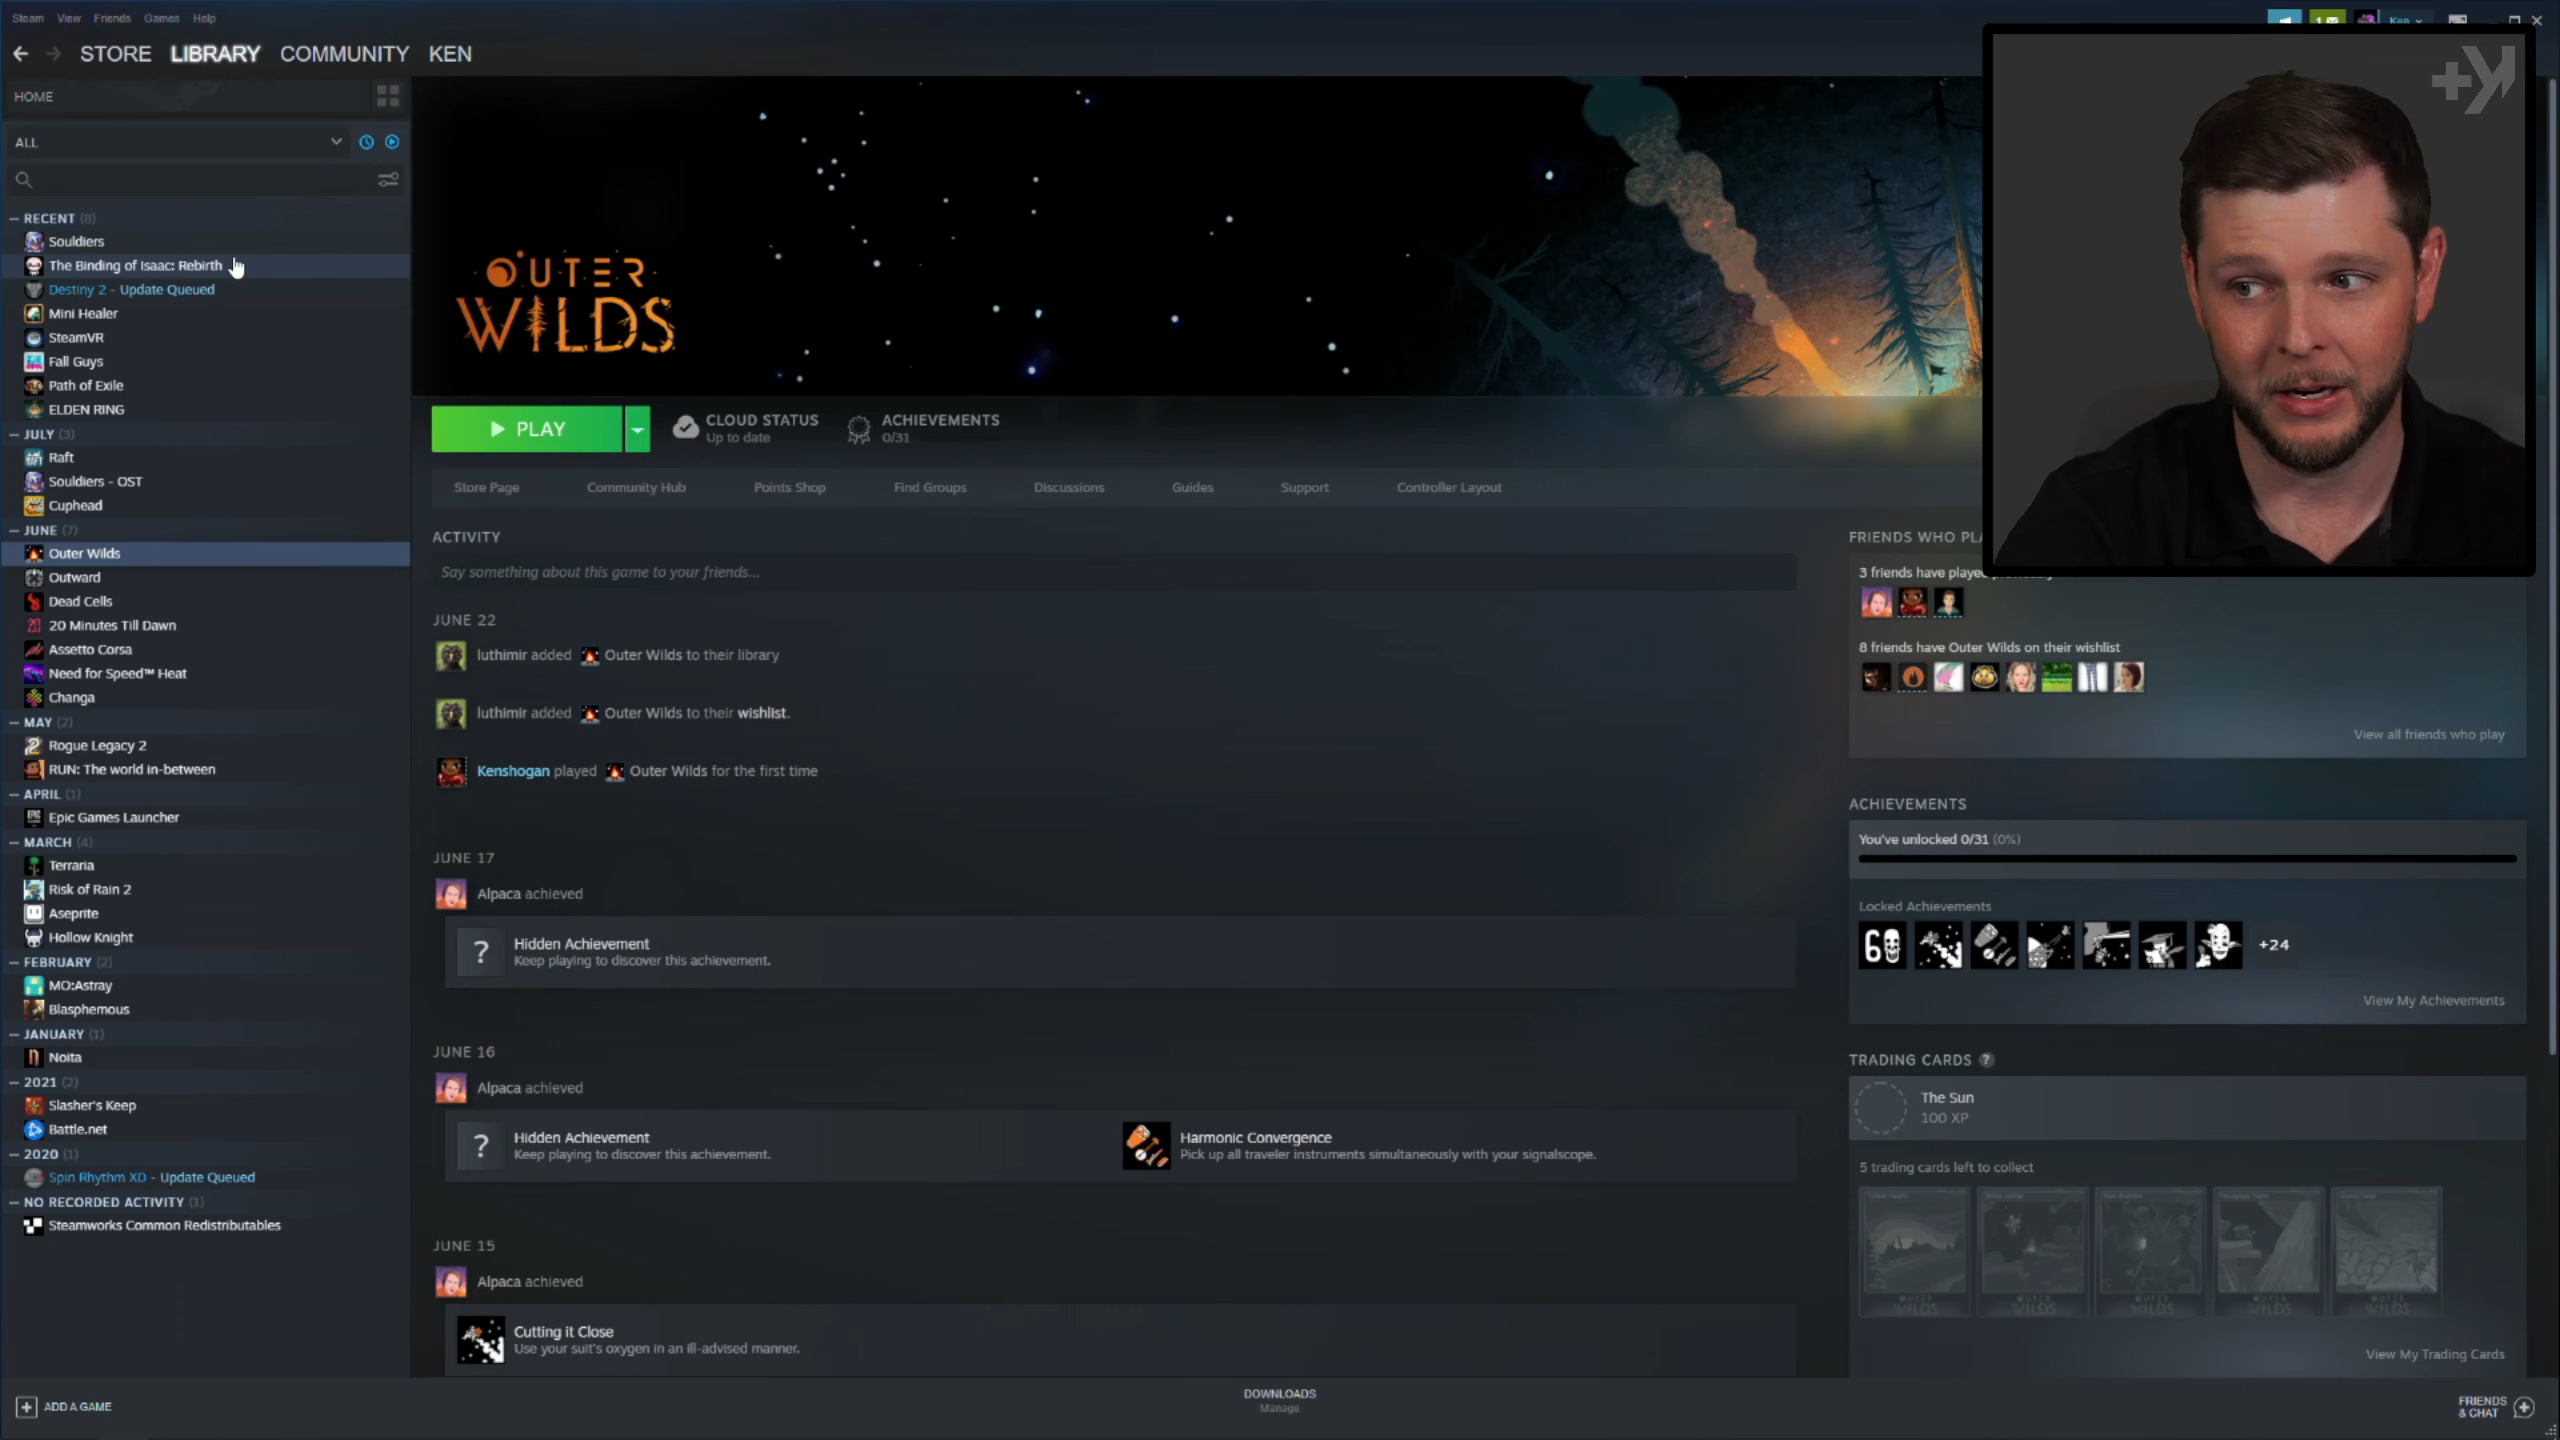 Steam View Friends Games Help
STORE LIBRARY COMMUNITY KEN
HOME
ALL
RECENT (8)
Souldiers
The Binding of Isaac: Rebirth
Destiny 2 - Update Queued
Mini Healer
SteamVR
Fall Guys
Path of Exile
ELDEN RING
JULY (3)
Raft
Souldiers - OST
Cuphead
JUNE (7)
Outer Wilds
Outward
Dead Cells
20 Minutes Till Dawn
Assetto Corsa
Need for Speed™ Heat
Changa
MAY (2)
Rogue Legacy 2
RUN: The world in-between
APRIL (1)
Epic Games Launcher
MARCH (4)
Terraria
Risk of Rain 2
Aseprite
Hollow Knight
FEBRUARY (2)
MO:Astray
Blasphemous
JANUARY (1)
Noita
2021 (2)
Slasher's Keep
Battle.net
2020 (1)
Spin Rhythm XD - Update Queued
NO RECORDED ACTIVITY (1)
Steamworks Common Redistributables
ADD A GAME
OUTER
WILDS
PLAY
CLOUD STATUS
Up to date
ACHIEVEMENTS
0/31
Store Page Community Hub Points Shop Find Groups Discussions Guides Support Controller Layout
ACTIVITY
Say something about this game to your friends...
JUNE 22
luthimir added Outer Wilds to their library
luthimir added Outer Wilds to their wishlist.
Kenshogan played Outer Wilds for the first time
JUNE 17
Alpaca achieved
Hidden Achievement
Keep playing to discover this achievement.
JUNE 16
Alpaca achieved
Hidden Achievement
Keep playing to discover this achievement.
Harmonic Convergence
Pick up all traveler instruments simultaneously with your signalscope.
JUNE 15
Alpaca achieved
Cutting it Close
Use your suit's oxygen in an ill-advised manner.
FRIENDS WHO
3 friends have played
8 friends have Outer Wilds on their wishlist
View all friends who play
ACHIEVEMENTS
You've unlocked 0/31 (0%)
Locked Achievements
+24
View My Achievements
TRADING CARDS
The Sun
100 XP
5 trading cards left to collect
View My Trading Cards
DOWNLOADS
Manage
FRIENDS
& CHAT